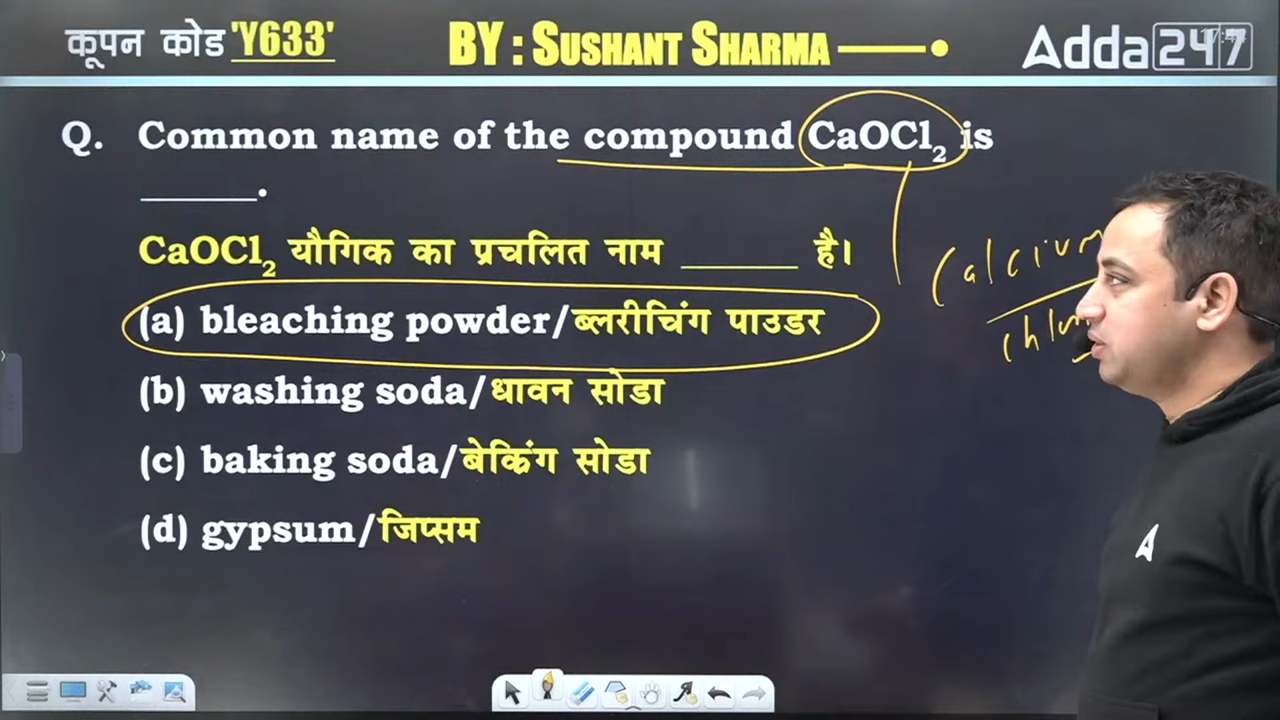 कूपन कोड 'Y633'
BY : SUSHANT SHARMA
Adda247
Q. Common name of the compound CaOCl₂ is
______.
CaOCl₂ यौगिक का प्रचलित नाम ______ है।
(a) bleaching powder/ब्लरीचिंग पाउडर
(b) washing soda/धावन सोडा
(c) baking soda/बेकिंग सोडा
(d) gypsum/जिप्सम
Calcium